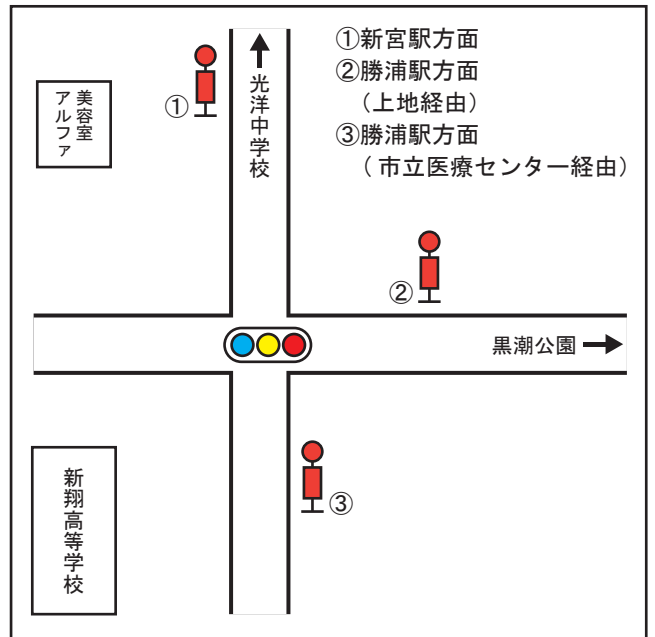 ①新宮駅方面
②勝浦駅方面
（上地経由）
③勝浦駅方面
（市立医療センター経由）
光洋中学校
①
美容室
アルファ
②
黒潮公園
③
新翔高等学校